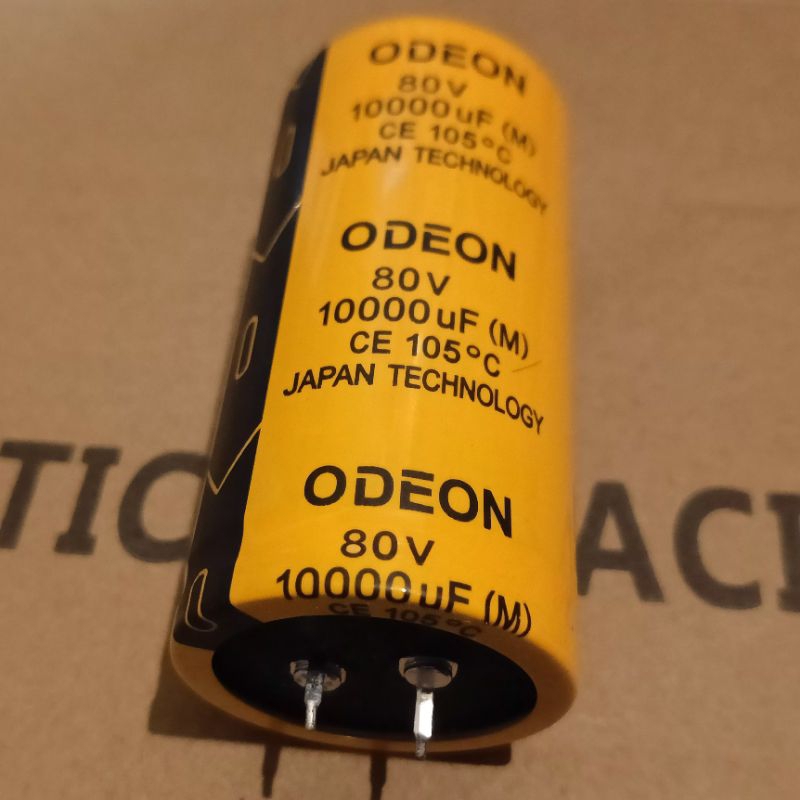 ODEON
80V
10000uF (M)
CE 105°C
JAPAN TECHNOLOGY
ODEON
80V
10000uF (M)
CE 105°C
JAPAN TECHNOLOGY
ODEON
80V
10000uF (M)
CE 105°C
TIC
ACI